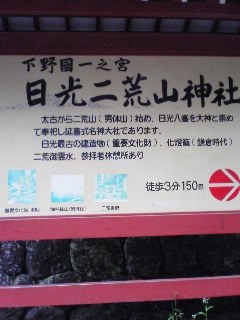 下野國一之宮
日光二荒山神社
太古から二荒山(男体山)始め、日光八峯を大神と崇め
て奉祀し延喜式名神大社であります。
日光最古の建造物(重要文化財)、化燈籠(鎌倉時代)
二荒御霊水、参拝者休憩所あり
徒歩3分150m